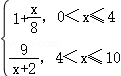 { 1+x/8, 0<x≤4
9/(x+2), 4<x≤10